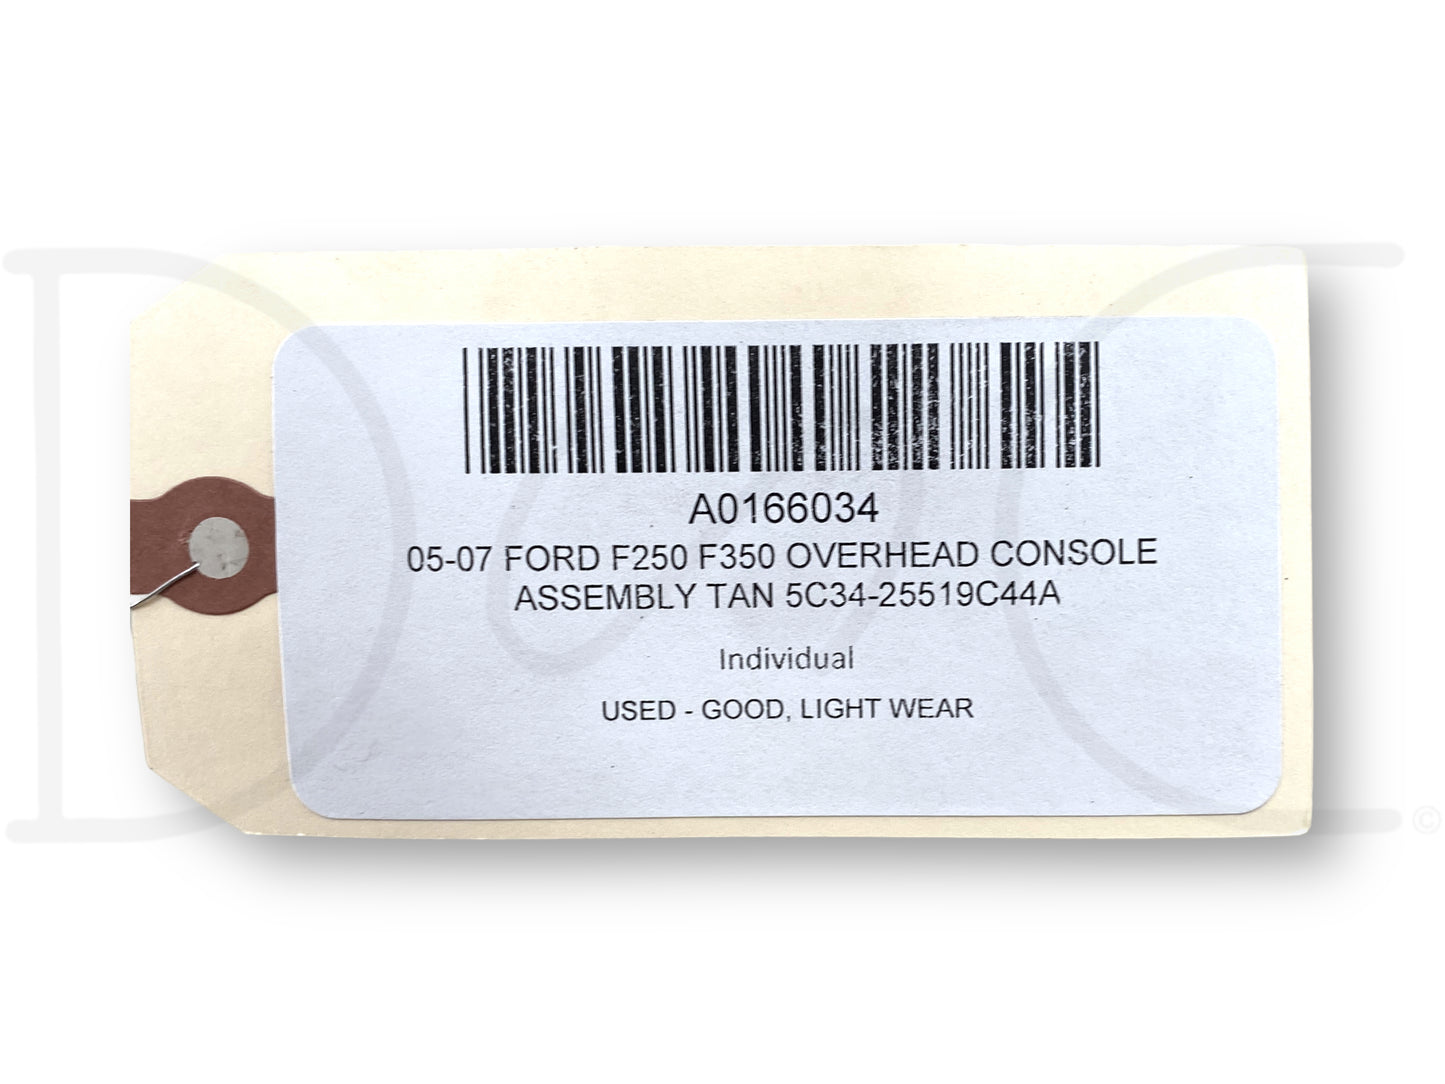 A0166034
05-07 FORD F250 F350 OVERHEAD CONSOLE
ASSEMBLY TAN 5C34-25519C44A
Individual
USED - GOOD, LIGHT WEAR
©